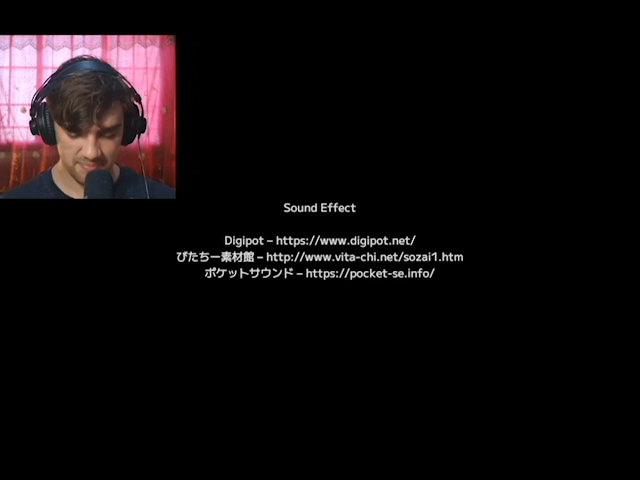 Sound Effect
Digipot – https://www.digipot.net/
びたちー素材館 – http://www.vita-chi.net/sozai1.htm
ポケットサウンド – https://pocket-se.info/